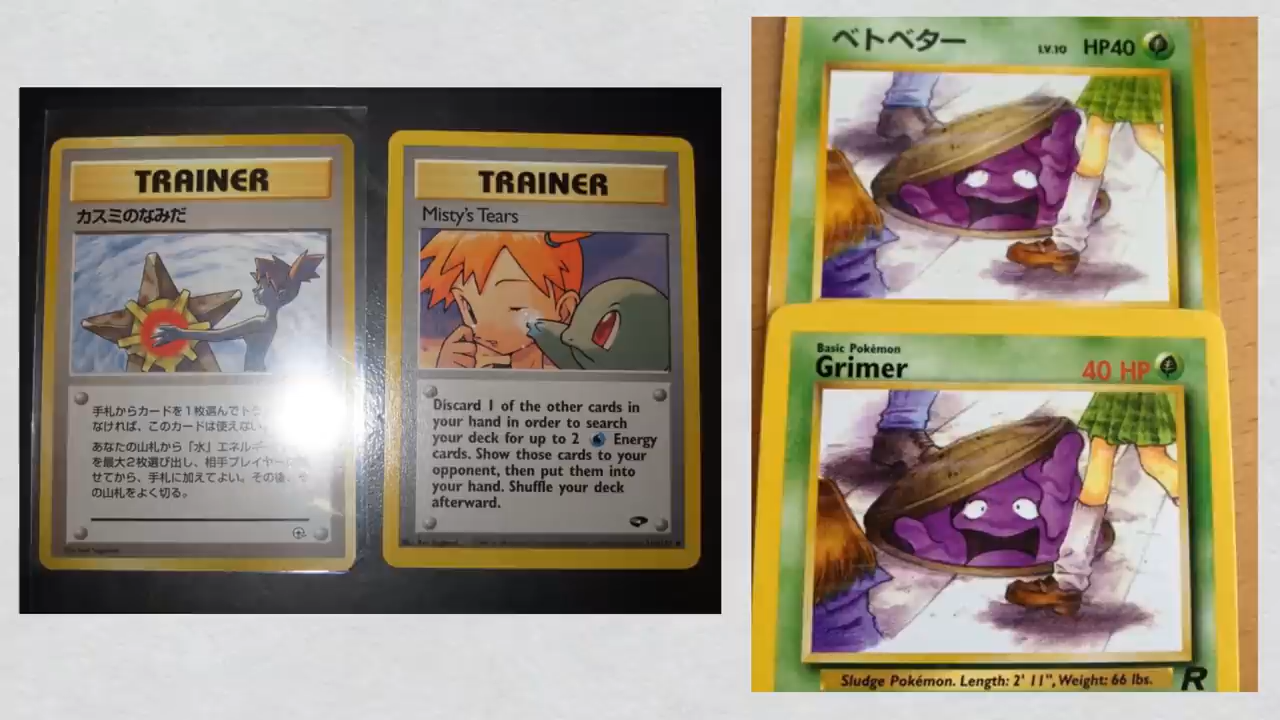 TRAINER
カスミのなみだ
手札からカードを1枚選んでトラ
なければ、このカードは使えない。
あなたの山札から「水」エネルギー
を最大2枚選び出し、相手プレイヤーに
せてから、手札に加えてよい。その後、
の山札をよく切る。
TRAINER
Misty's Tears
Discard 1 of the other cards in
your hand in order to search
your deck for up to 2 Energy
cards. Show those cards to your
opponent, then put them into
your hand. Shuffle your deck
afterward.
ベトベター LV.10 HP40
Basic Pokémon
Grimer 40 HP
Sludge Pokémon. Length: 2' 11", Weight: 66 lbs.
R